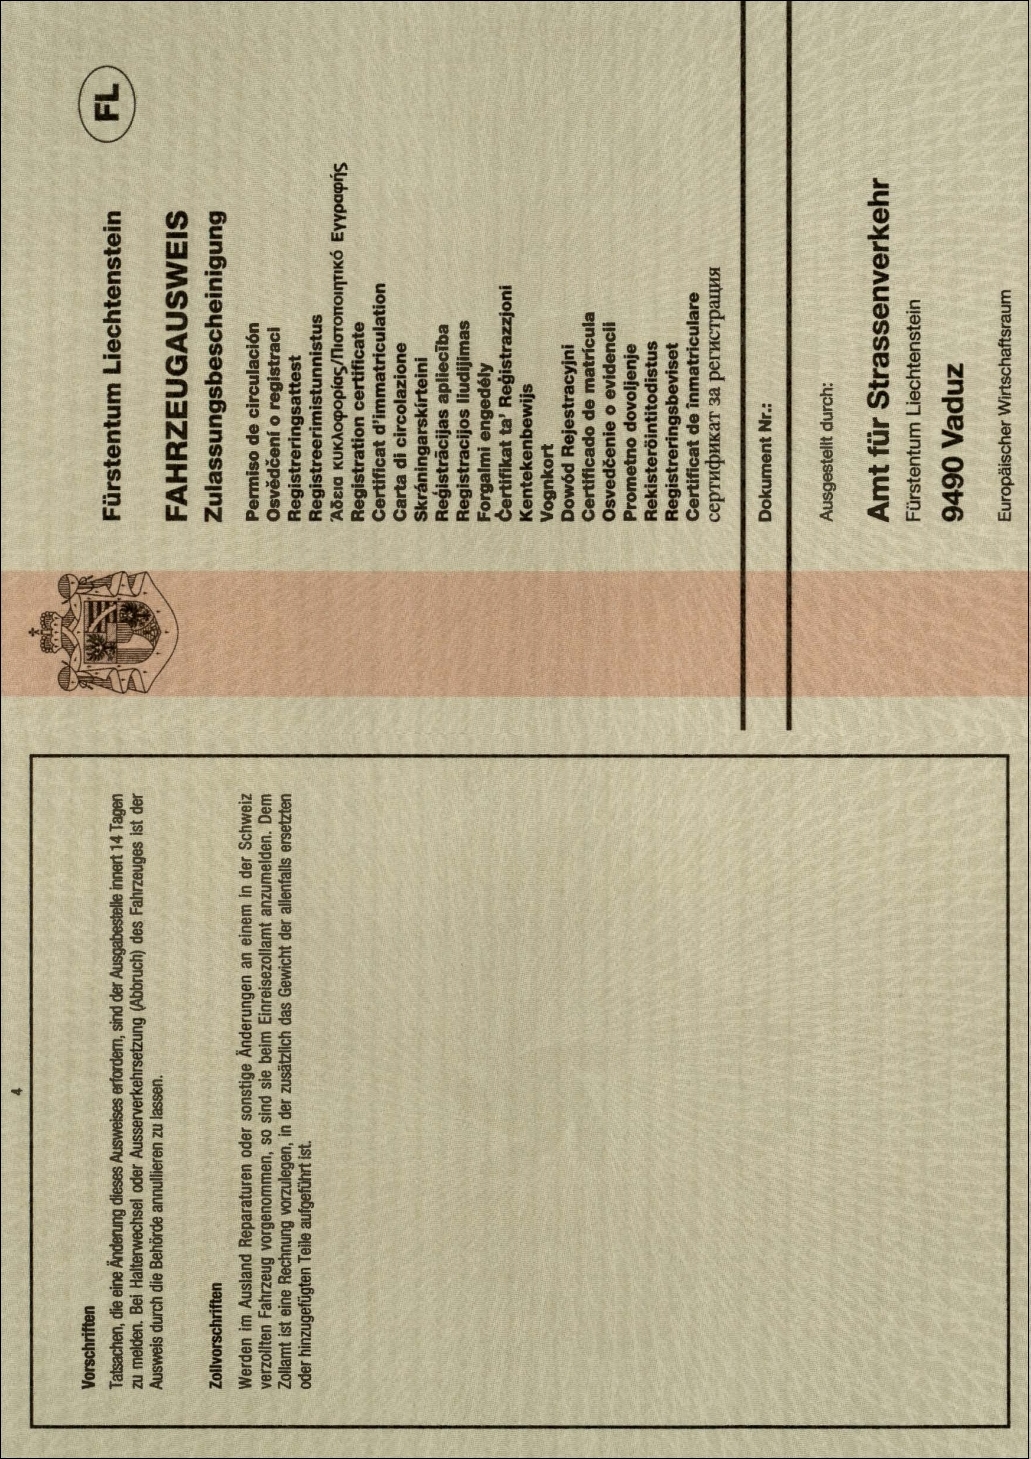 Fürstentum Liechtenstein
FL
FAHRZEUGAUSWEIS
Zulassungsbescheinigung
Permiso de circulación
Osvědčení o registraci
Registreringsattest
Registreerimistunnistus
Άδεια κυκλοφορίας/Πιστοποιητικό Εγγραφής
Registration certificate
Certificat d'immatriculation
Carta di circolazione
Skráningarskírteini
Reģistrācijas apliecība
Registracijos liudijimas
Forgalmi engedély
Ċertifikat ta' Reġistrazzjoni
Kentekenbewijs
Vognkort
Dowód Rejestracyjni
Certificado de matrícula
Osvedčenie o evidencii
Prometno dovoljenje
Rekisteröintitodistus
Registreringsbeviset
Certificat de înmatriculare
сертификат за регистрация
Dokument Nr.:
Ausgestellt durch:
Amt für Strassenverkehr
Fürstentum Liechtenstein
9490 Vaduz
Europäischer Wirtschaftsraum
4
Vorschriften
Tatsachen, die eine Änderung dieses Ausweises erfordern, sind der Ausgabestelle innert 14 Tagen
zu melden. Bei Halterwechsel oder Ausserverkehrsetzung (Abbruch) des Fahrzeuges ist der
Ausweis durch die Behörde annullieren zu lassen.
Zollvorschriften
Werden im Ausland Reparaturen oder sonstige Änderungen an einem in der Schweiz
verzollten Fahrzeug vorgenommen, so sind sie beim Einreisezollamt anzumelden. Dem
Zollamt ist eine Rechnung vorzulegen, in der zusätzlich das Gewicht der allenfalls ersetzten
oder hinzugefügten Teile aufgeführt ist.